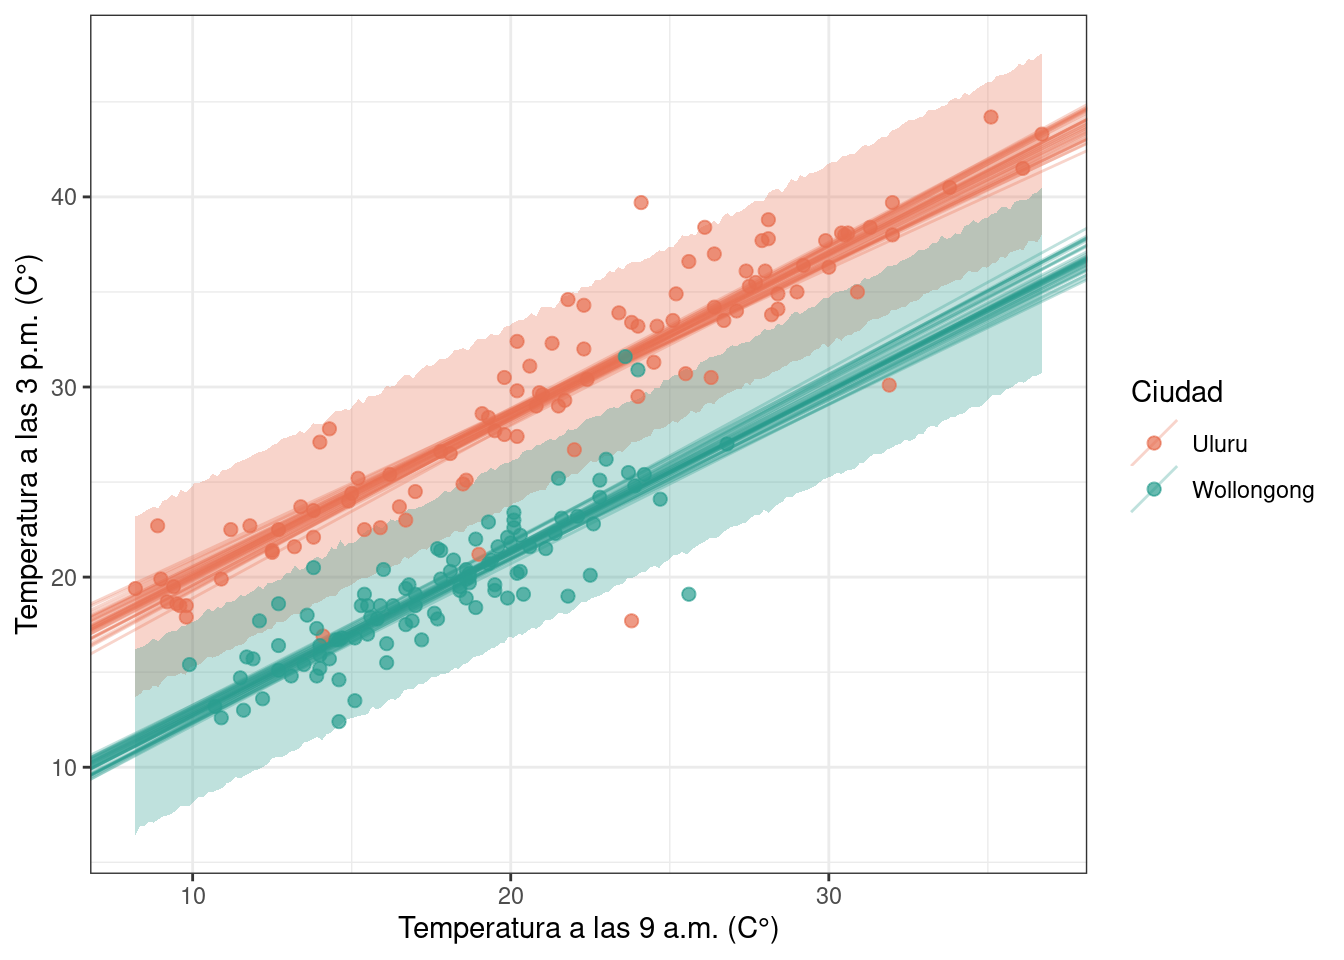 Temperatura a las 3 p.m. (C°)
40
30
20
10
10 20 30
Temperatura a las 9 a.m. (C°)
Ciudad
Uluru
Wollongong